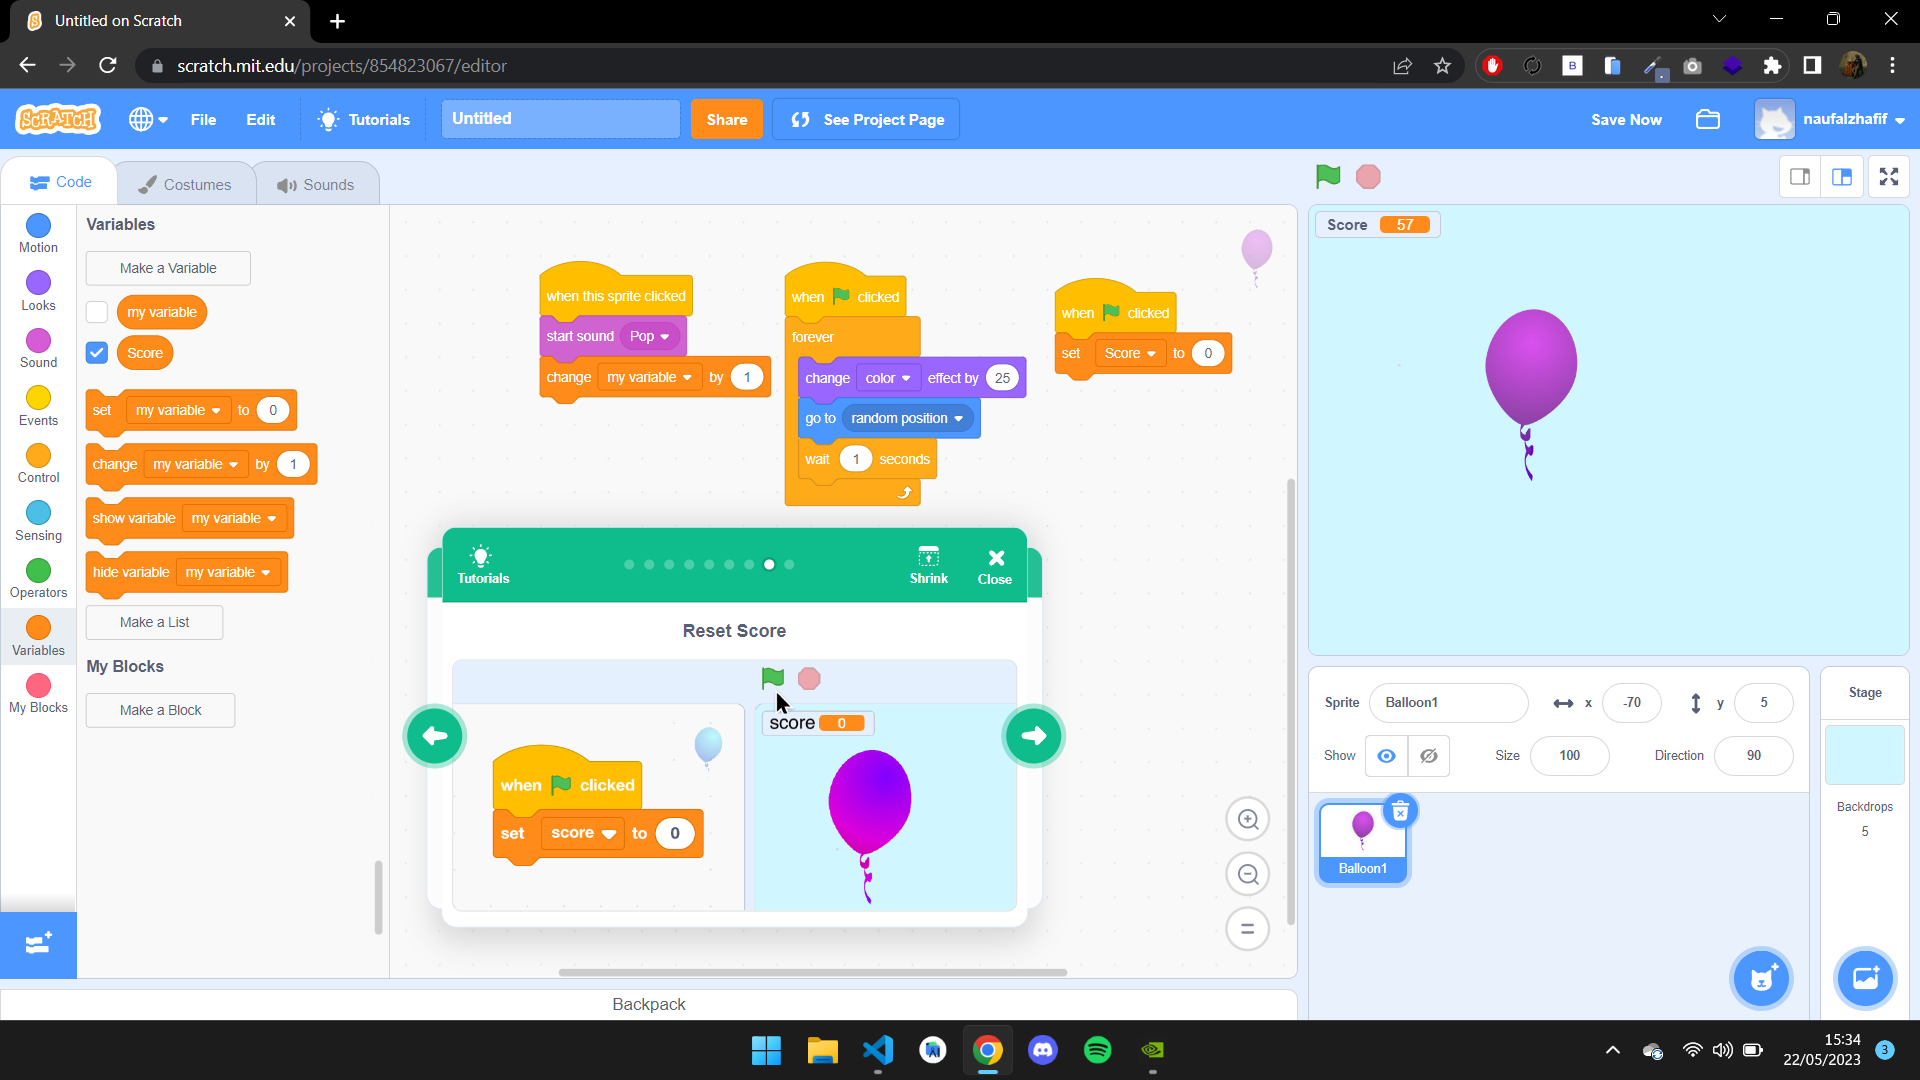 Untitled on Scratch
scratch.mit.edu/projects/854823067/editor
SCRATCH
File
Edit
Tutorials
Untitled
Share
See Project Page
Save Now
naufalzhafif
Code
Costumes
Sounds
Motion
Looks
Sound
Events
Control
Sensing
Operators
Variables
My Blocks
Variables
Make a Variable
my variable
Score
set my variable to 0
change my variable by 1
show variable my variable
hide variable my variable
Make a List
My Blocks
Make a Block
when this sprite clicked
start sound Pop
change my variable by 1
when clicked
forever
change color effect by 25
go to random position
wait 1 seconds
when clicked
set Score to 0
Tutorials
Shrink
Close
Reset Score
when clicked
set score to 0
score 0
Backpack
Score 57
Sprite
Balloon1
x -70
y 5
Show
Size 100
Direction 90
Balloon1
Stage
Backdrops
5
15:34
22/05/2023
3